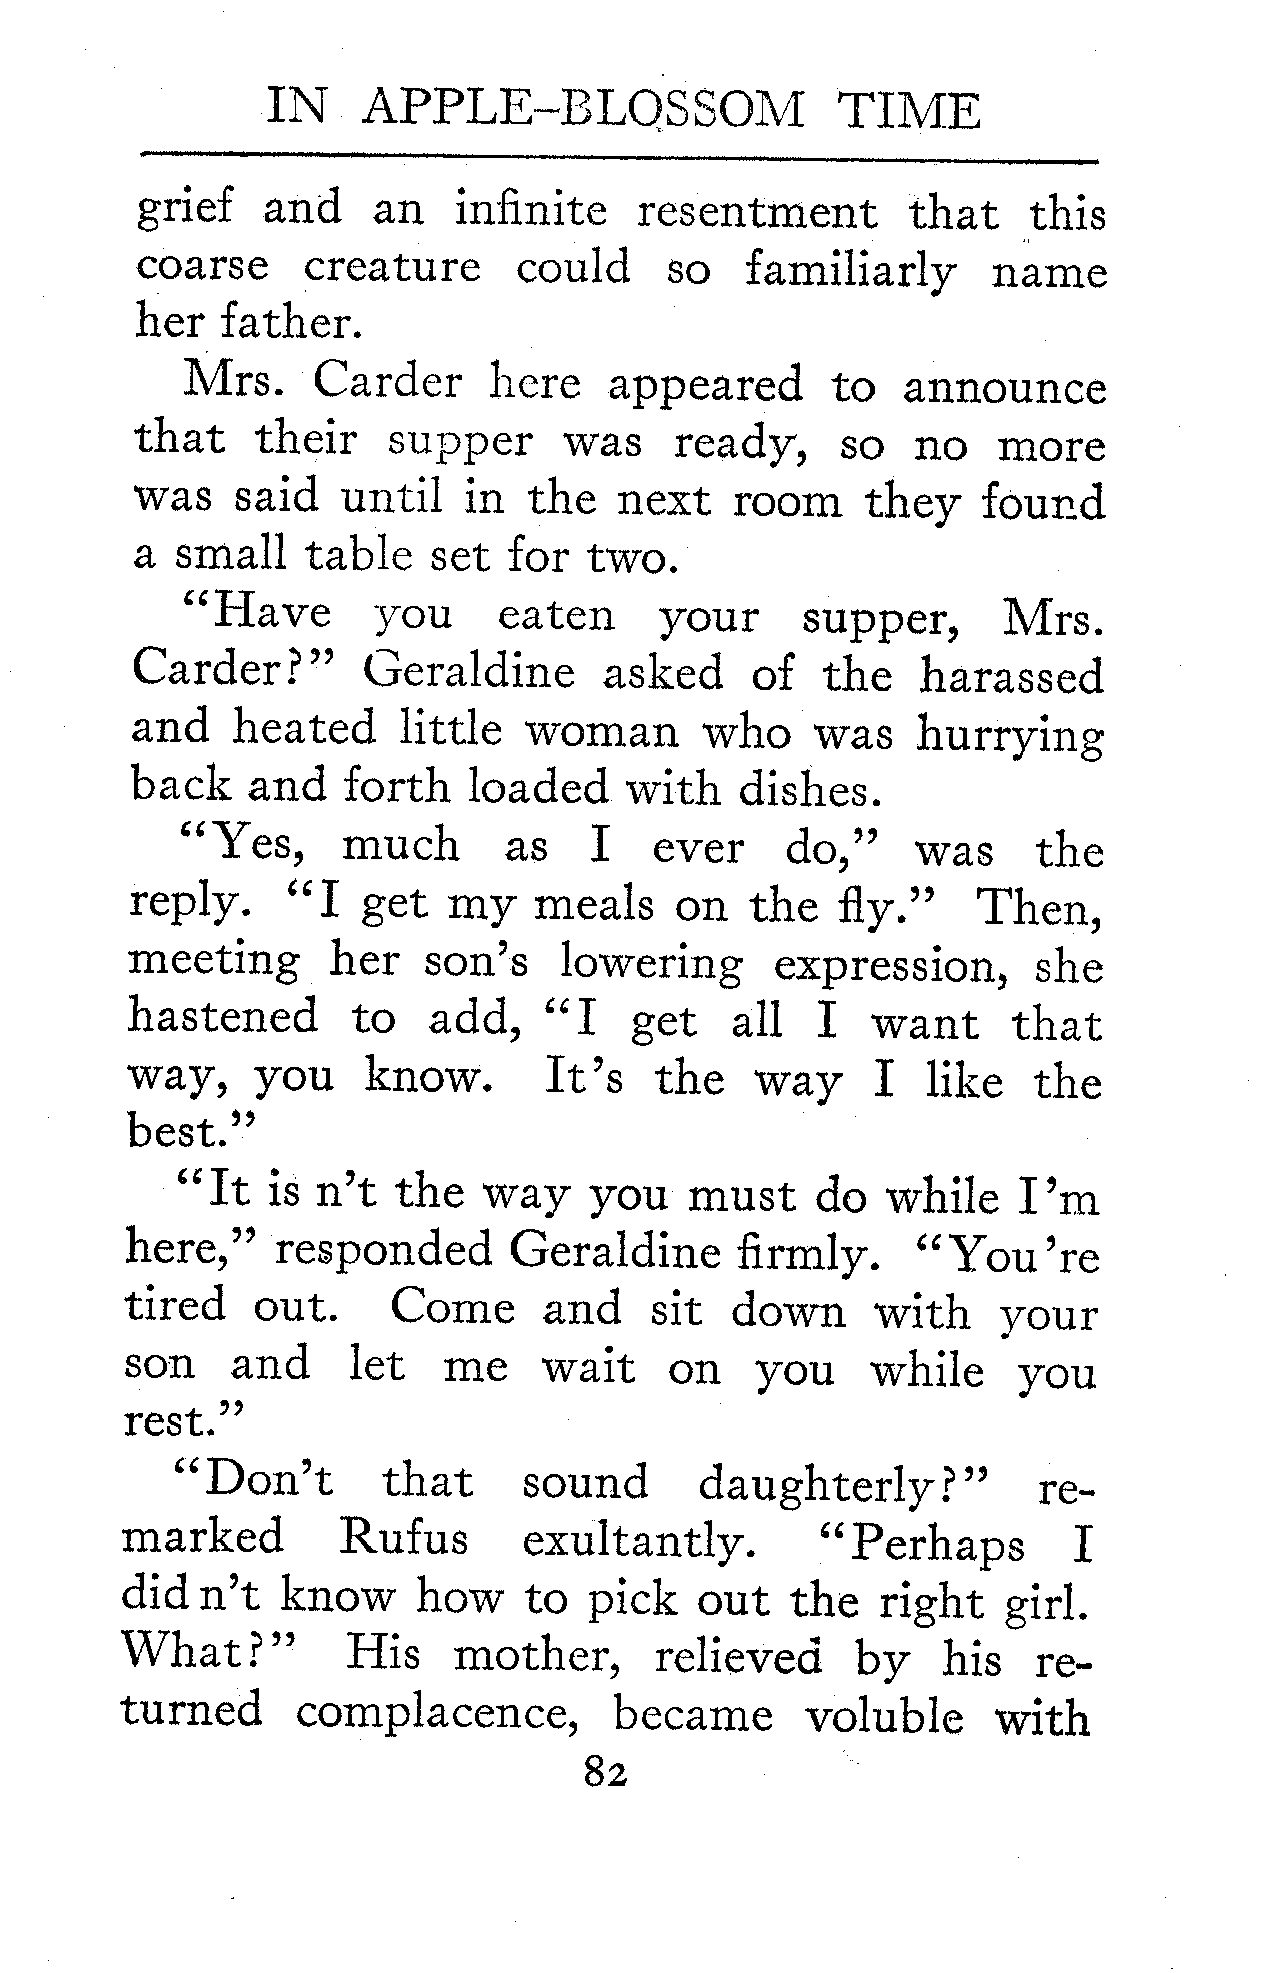 IN APPLE-BLOSSOM TIME
grief and an infinite resentment that this
coarse creature could so familiarly name
her father.
Mrs. Carder here appeared to announce
that their supper was ready, so no more
was said until in the next room they found
a small table set for two.
“Have you eaten your supper, Mrs.
Carder?” Geraldine asked of the harassed
and heated little woman who was hurrying
back and forth loaded with dishes.
“Yes, much as I ever do,” was the
reply. “I get my meals on the fly.” Then,
meeting her son’s lowering expression, she
hastened to add, “I get all I want that
way, you know. It’s the way I like the
best.”
“It is n’t the way you must do while I’m
here,” responded Geraldine firmly. “You’re
tired out. Come and sit down with your
son and let me wait on you while you
rest.”
“Don’t that sound daughterly?” re-
marked Rufus exultantly. “Perhaps I
did n’t know how to pick out the right girl.
What?” His mother, relieved by his re-
turned complacence, became voluble with
82